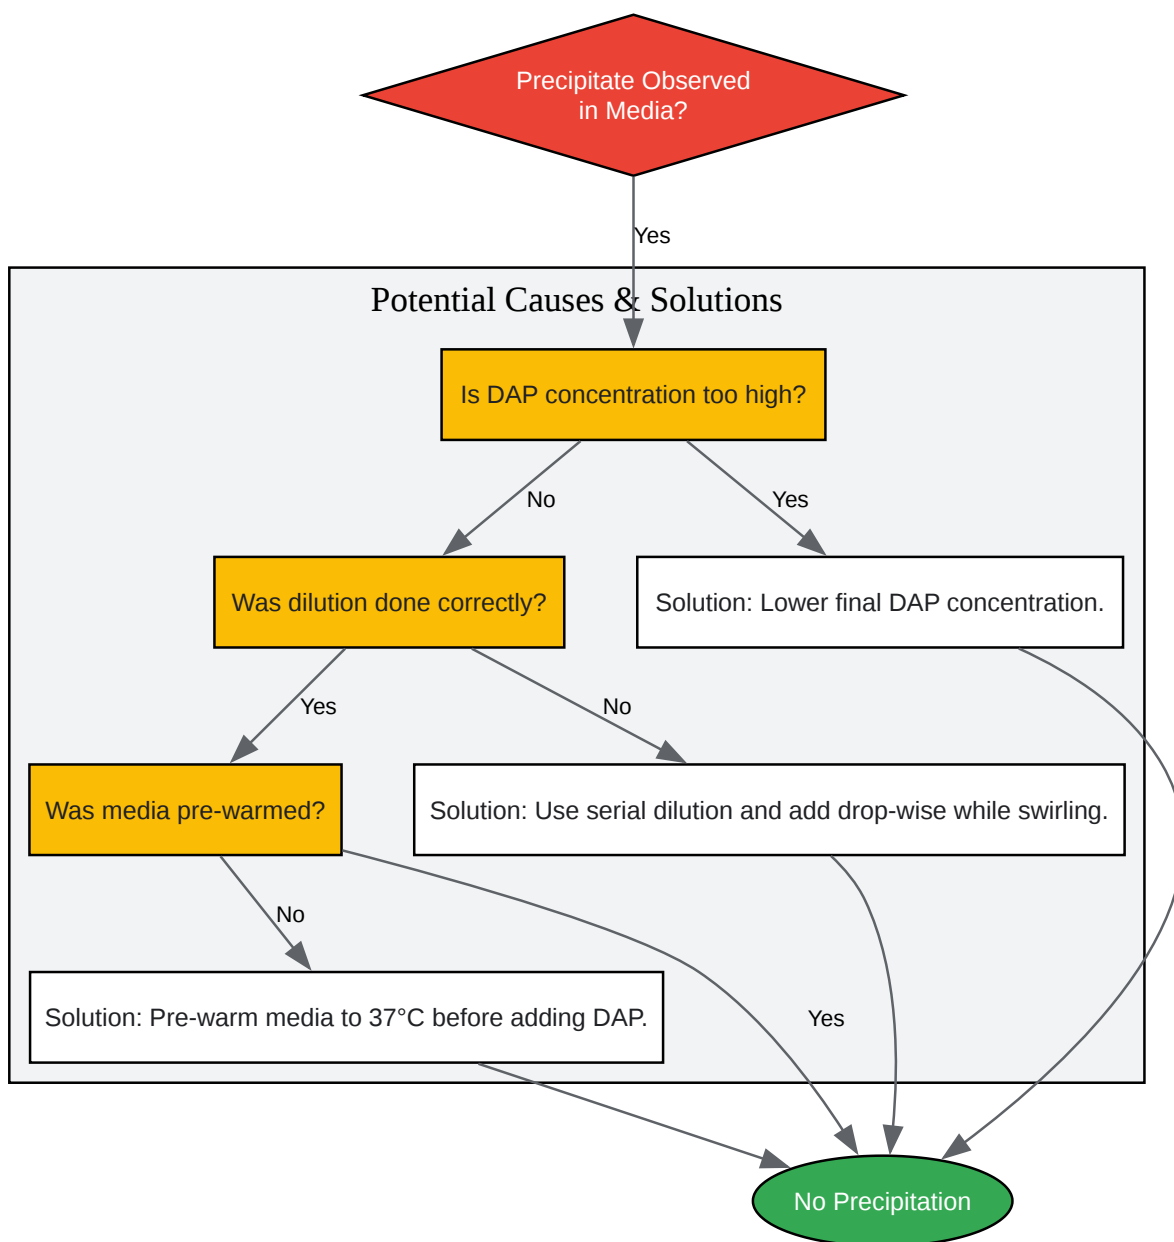 Precipitate Observed
in Media?
Yes
Potential Causes & Solutions
Is DAP concentration too high?
No
Yes
Was dilution done correctly?
Solution: Lower final DAP concentration.
Yes
No
Was media pre-warmed?
Solution: Use serial dilution and add drop-wise while swirling.
No
Solution: Pre-warm media to 37°C before adding DAP.
Yes
No Precipitation